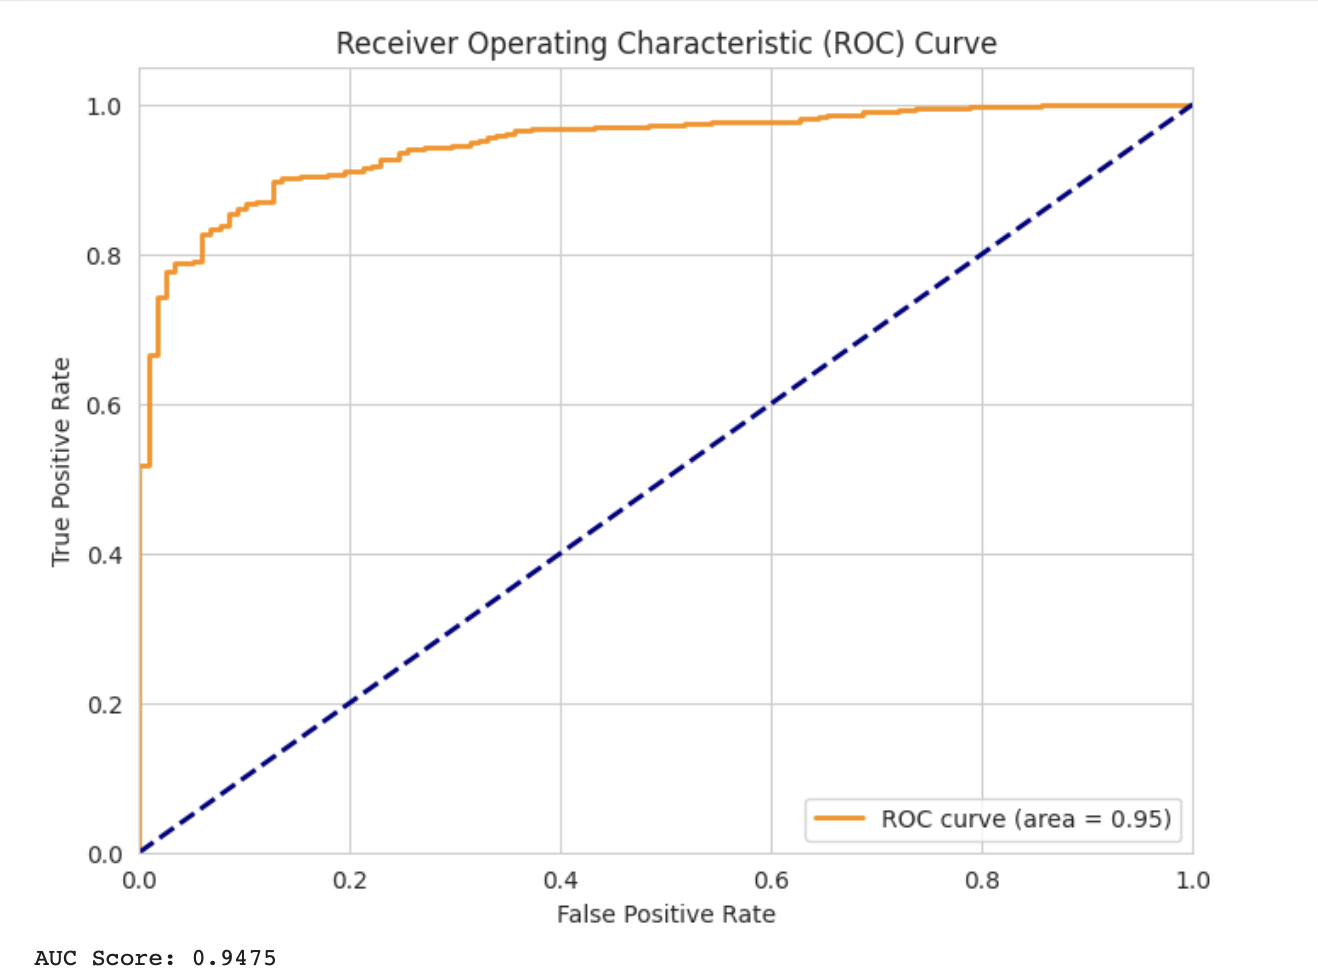 Receiver Operating Characteristic (ROC) Curve
1.0
0.8
0.6
0.4
0.2
0.0
True Positive Rate
ROC curve (area = 0.95)
0.0 0.2 0.4 0.6 0.8 1.0
False Positive Rate
AUC Score: 0.9475